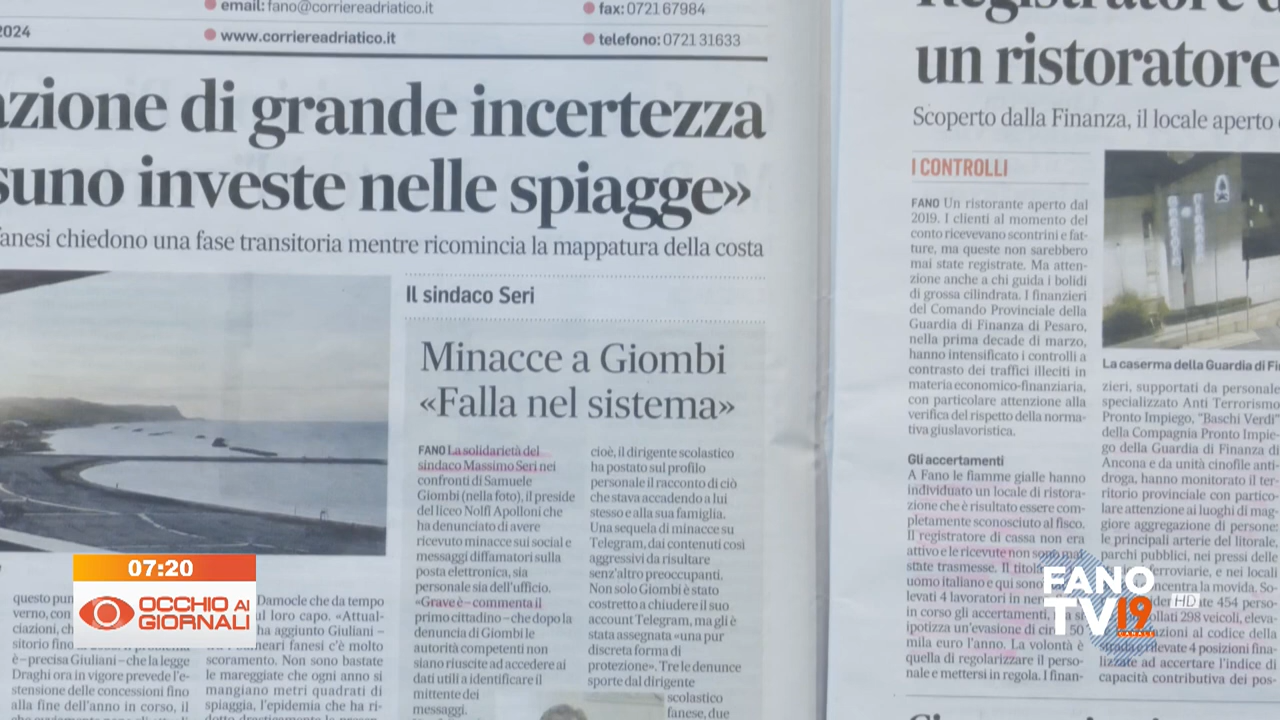 email: fano@corriereadriatico.it
fax: 0721 67984
2024
www.corriereadriatico.it
telefono: 0721 31633
azione di grande incertezza
suno investe nelle spiagge»
fanesi chiedono una fase transitoria mentre ricomincia la mappatura della costa
Il sindaco Seri
Minacce a Giombi
«Falla nel sistema»
FANO La solidarietà del
sindaco Massimo Seri nei
confronti di Samuele
Giombi (nella foto), il preside
del liceo Nolfi Apolloni che
ha denunciato di avere
ricevuto minacce sui social e
messaggi diffamatori sulla
posta elettronica, sia
personale sia dell'ufficio.
«Grave è - commenta il
primo cittadino - che dopo la
denuncia di Giombi le
autorità competenti non
siano riuscite ad accedere ai
dati utili a identificare il
mittente dei
messaggi.
cioè, il dirigente scolastico
ha postato sul profilo
personale il racconto di ciò
che stava accadendo a lui
stesso e alla sua famiglia.
Una sequela di minacce su
Telegram, dai contenuti così
aggressivi da risultare
senz'altro preoccupanti.
Non solo Giombi è stato
costretto a chiudere il suo
account Telegram, ma gli è
stata assegnata «una pur
discreta forma di
protezione». Tre le denunce
sporte dal dirigente
scolastico
fanese, due
questo pun
verno, con
ciazioni, ch
sitorio fino
è - precisa Giuliani - che la legge
Draghi ora in vigore prevede l'e-
stensione delle concessioni fino
alla fine dell'anno in corso, il
Damocle che da tempo
l loro capo. «Attual-
ha aggiunto Giuliani -
neari fanesi c'è molto
scoramento. Non sono bastate
le mareggiate che ogni anno si
mangiano metri quadrati di
spiaggia, l'epidemia che ha ri-
un ristoratore
Scoperto dalla Finanza, il locale aperto
I CONTROLLI
FANO Un ristorante aperto dal
2019. I clienti al momento del
conto ricevevano scontrini e fat-
ture, ma queste non sarebbero
mai state registrate. Ma atten-
zione anche a chi guida i bolidi
di grossa cilindrata. I finanzieri
del Comando Provinciale della
Guardia di Finanza di Pesaro,
nella prima decade di marzo,
hanno intensificato i controlli a
contrasto dei traffici illeciti in
materia economico-finanziaria,
con particolare attenzione alla
verifica del rispetto della norma-
tiva giuslavoristica.
Gli accertamenti
A Fano le fiamme gialle hanno
individuato un locale di ristora-
zione che è risultato essere com-
pletamente sconosciuto al fisco.
Il registratore di cassa non era
attivo e le ricevute non sono mai
state trasmesse. Il titol
uomo italiano e qui sono
levati 4 lavoratori in ner
in corso gli accertamenti,
ipotizza un'evasione di circa 50
mila euro l'anno. La volontà è
quella di regolarizzare il perso-
nale e mettersi in regola. I finan-
La caserma della Guardia di Fi
zieri, supportati da personale
specializzato Anti Terrorismo
Pronto Impiego, "Baschi Verdi"
della Compagnia Pronto Impie-
go della Guardia di Finanza di
Ancona e da unità cinofile anti-
droga, hanno monitorato il ter-
ritorio provinciale con partico-
lare attenzione ai luoghi di mag-
giore aggregazione di persone:
le principali arterie del litorale,
parchi pubblici, nei pressi delle
ferroviarie, e nei locali
concentra la movida. So-
ate 454 perso-
llati 298 veicoli, eleva-
azioni al codice della
strada rilevate 4 posizioni fina-
lizzate ad accertare l'indice di
capacità contributiva dei pos-
07:20
OCCHIO AI
GIORNALI
FANO
TV 19 HD
CANALE